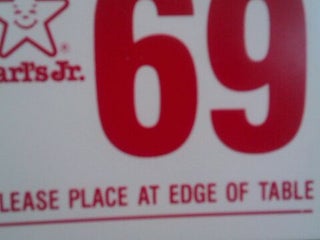 69
arl's Jr.®
LEASE PLACE AT EDGE OF TABLE